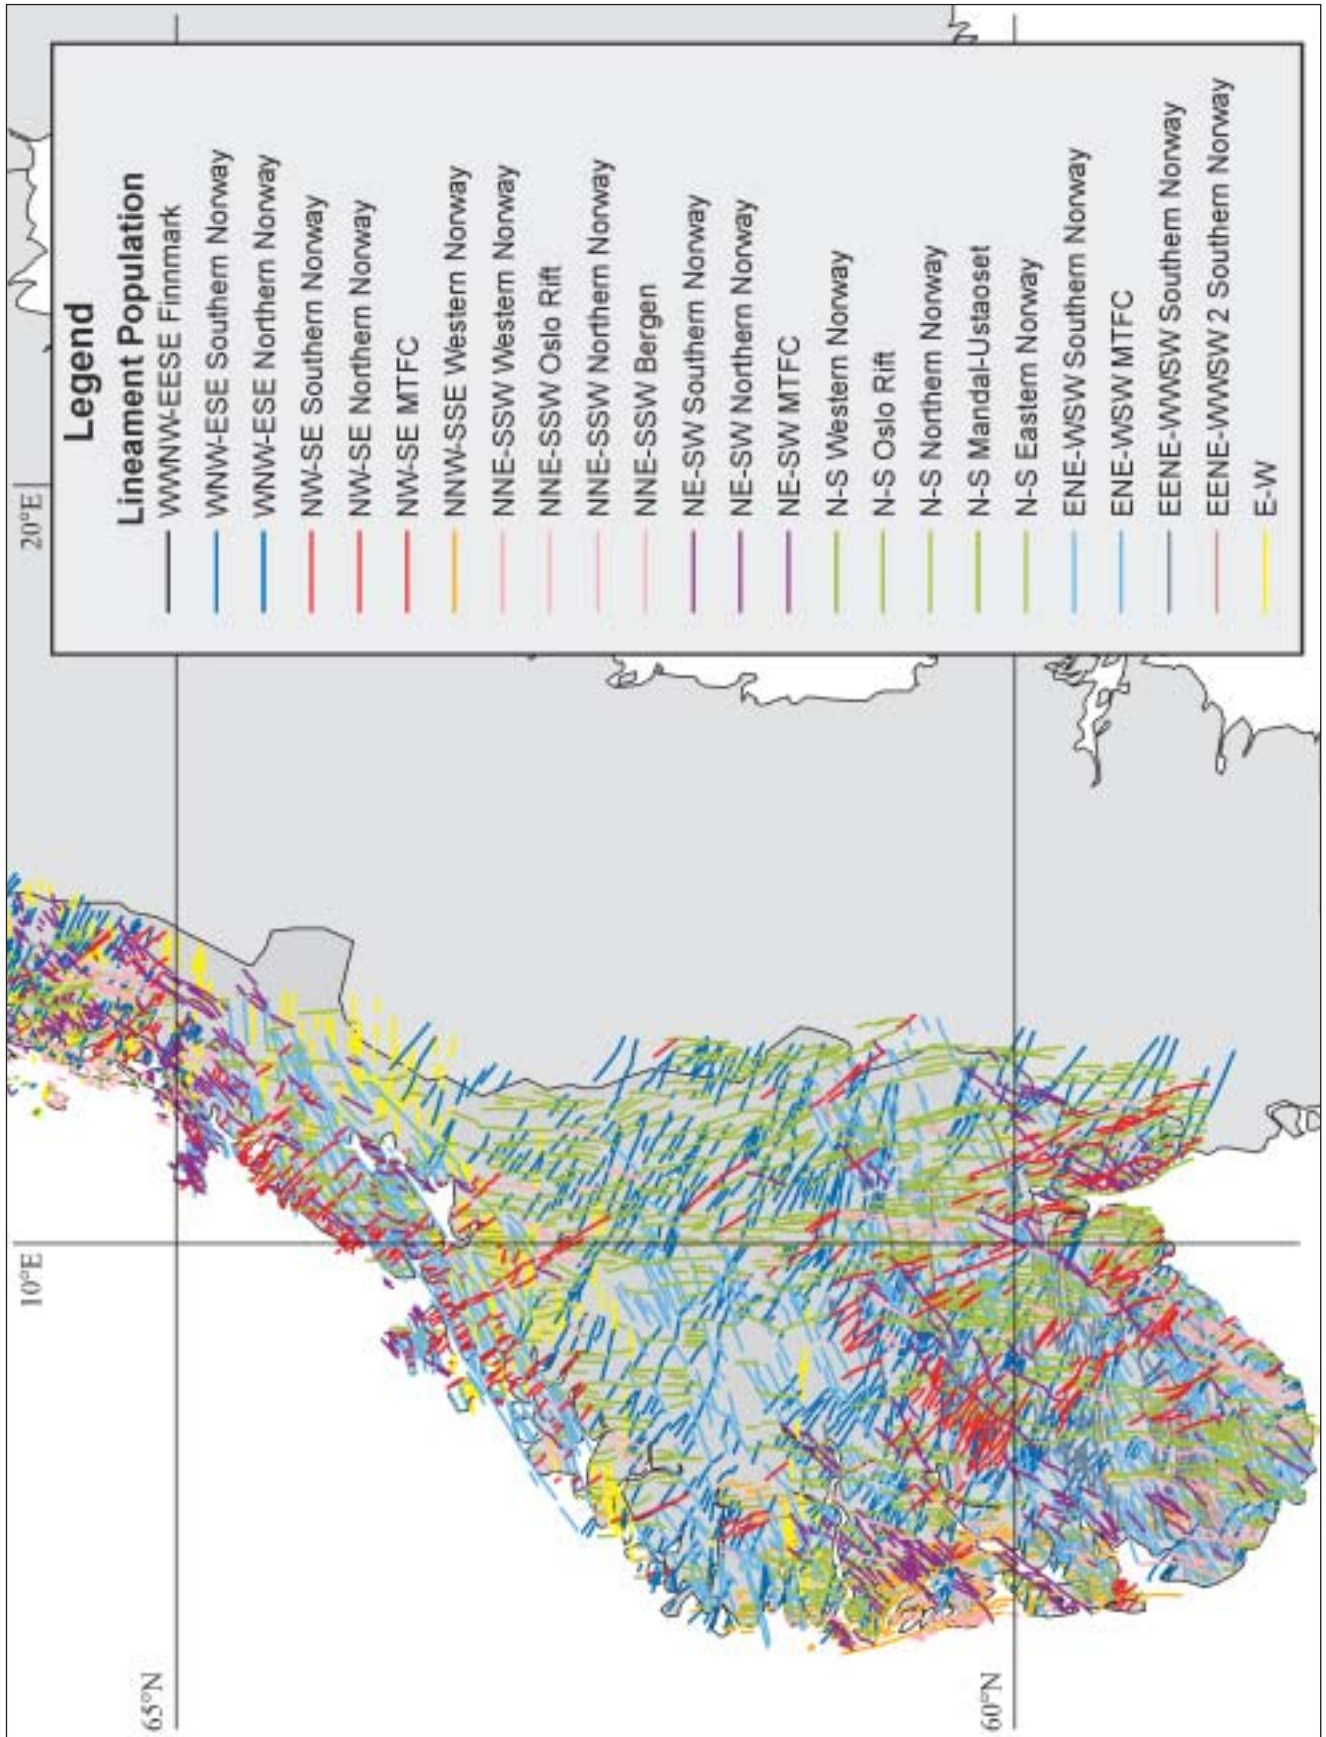 Legend
Lineament Population
WWNW-EESE Finnmark
WNW-ESE Southern Norway
WNW-ESE Northern Norway
NW-SE Southern Norway
NW-SE Northern Norway
NW-SE MTFC
NNW-SSE Western Norway
NNE-SSW Western Norway
NNE-SSW Oslo Rift
NNE-SSW Northern Norway
NNE-SSW Bergen
NE-SW Southern Norway
NE-SW Northern Norway
NE-SW MTFC
N-S Western Norway
N-S Oslo Rift
N-S Northern Norway
N-S Mandal-Ustaoset
N-S Eastern Norway
ENE-WSW Southern Norway
ENE-WSW MTFC
EENE-WWSW Southern Norway
EENE-WWSW 2 Southern Norway
E-W
20°E
10°E
65°N
60°N